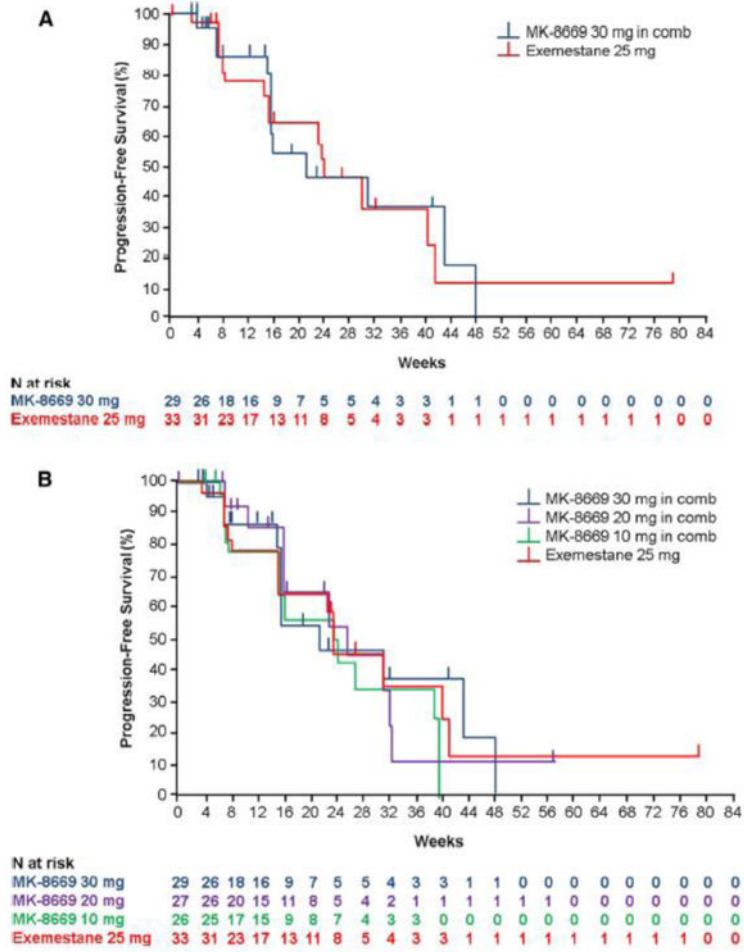 A
Progression-Free Survival (%)
MK-8669 30 mg in comb
Exemestane 25 mg
100
90
80
70
60
50
40
30
20
10
0
0 4 8 12 16 20 24 28 32 36 40 44 48 52 56 60 64 68 72 76 80 84
Weeks
N at risk
MK-8669 30 mg 29 26 18 16 9 7 5 5 4 3 3 1 1 0 0 0 0 0 0 0 0 0
Exemestane 25 mg 33 31 23 17 13 11 8 5 4 3 3 1 1 1 1 1 1 1 1 1 0 0
B
Progression-Free Survival (%)
MK-8669 30 mg in comb
MK-8669 20 mg in comb
MK-8669 10 mg in comb
Exemestane 25 mg
100
90
80
70
60
50
40
30
20
10
0
0 4 8 12 16 20 24 28 32 36 40 44 48 52 56 60 64 68 72 76 80 84
Weeks
N at risk
MK-8669 30 mg 29 26 18 16 9 7 5 5 4 3 3 1 1 0 0 0 0 0 0 0 0 0
MK-8669 20 mg 27 26 20 15 11 8 5 4 2 1 1 1 1 1 1 0 0 0 0 0 0 0
MK-8669 10 mg 26 25 17 15 9 8 7 4 3 3 0 0 0 0 0 0 0 0 0 0 0 0
Exemestane 25 mg 33 31 23 17 13 11 8 5 4 3 3 1 1 1 1 1 1 1 1 1 0 0